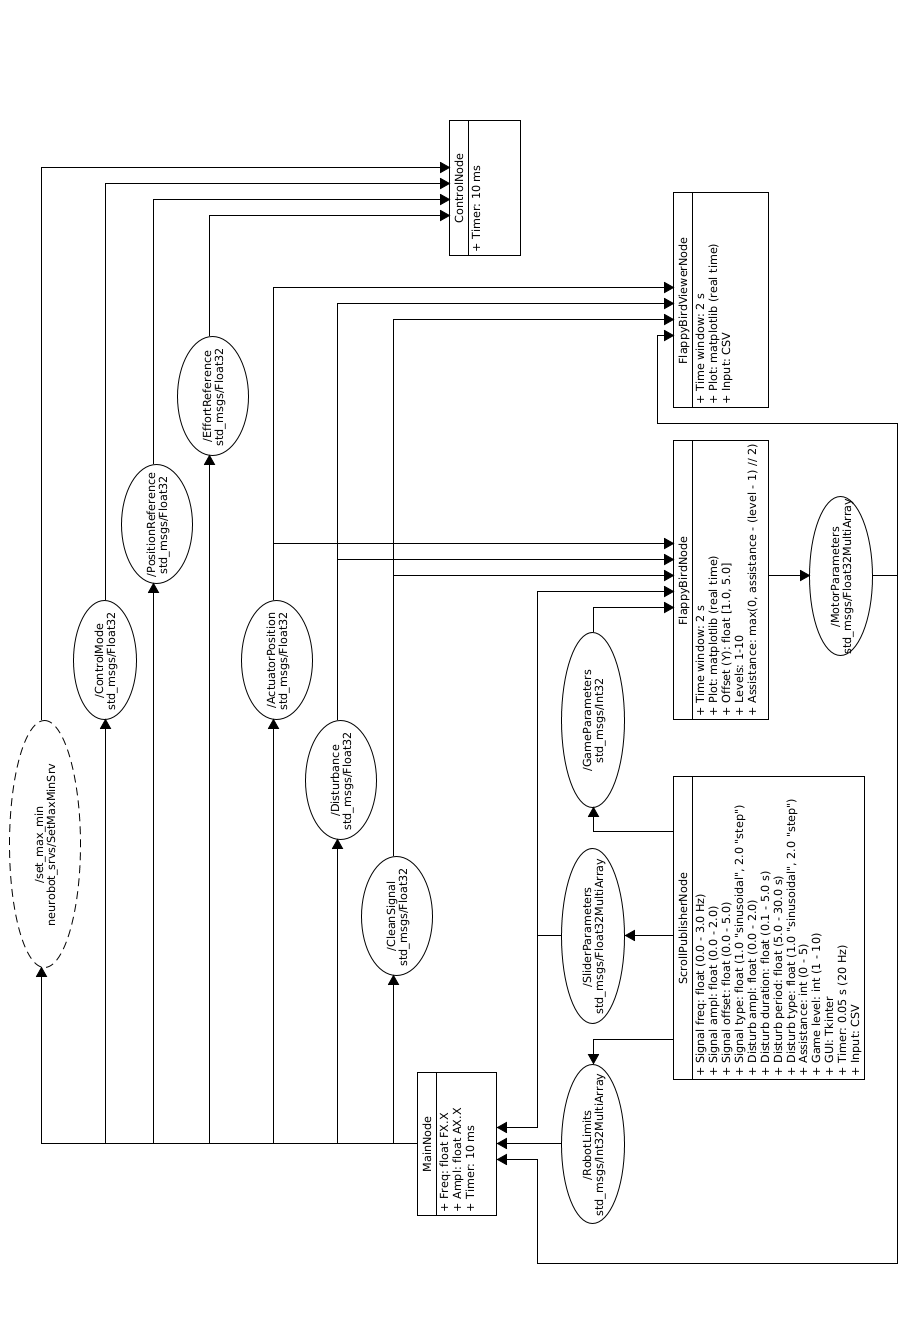 /set_max_min
neurobot_srvs/SetMaxMinSrv
/ControlMode
std_msgs/Float32
/PositionReference
std_msgs/Float32
/EffortReference
std_msgs/Float32
/ActuatorPosition
std_msgs/Float32
/Disturbance
std_msgs/Float32
/CleanSignal
std_msgs/Float32
MainNode
+ Freq: float FX.X
+ Ampl: float AX.X
+ Timer: 10 ms
ControlNode
+ Timer: 10 ms
/RobotLimits
std_msgs/Int32MultiArray
/SliderParameters
std_msgs/Float32MultiArray
/GameParameters
std_msgs/Int32
ScrollPublisherNode
+ Signal freq: float (0.0 - 3.0 Hz)
+ Signal ampl: float (0.0 - 2.0)
+ Signal offset: float (0.0 - 5.0)
+ Signal type: float (1.0 "sinusoidal", 2.0 "step")
+ Disturb ampl: float (0.0 - 2.0)
+ Disturb duration: float (0.1 - 5.0 s)
+ Disturb period: float (5.0 - 30.0 s)
+ Disturb type: float (1.0 "sinusoidal", 2.0 "step")
+ Assistance: int (0 - 5)
+ Game level: int (1 - 10)
+ GUI: Tkinter
+ Timer: 0.05 s (20 Hz)
+ Input: CSV
FlappyBirdNode
+ Time window: 2 s
+ Plot: matplotlib (real time)
+ Offset (Y): float [1.0, 5.0]
+ Levels: 1-10
+ Assistance: max(0, assistance - (level - 1) // 2)
FlappyBirdViewerNode
+ Time window: 2 s
+ Plot: matplotlib (real time)
+ Input: CSV
/MotorParameters
std_msgs/Float32MultiArray